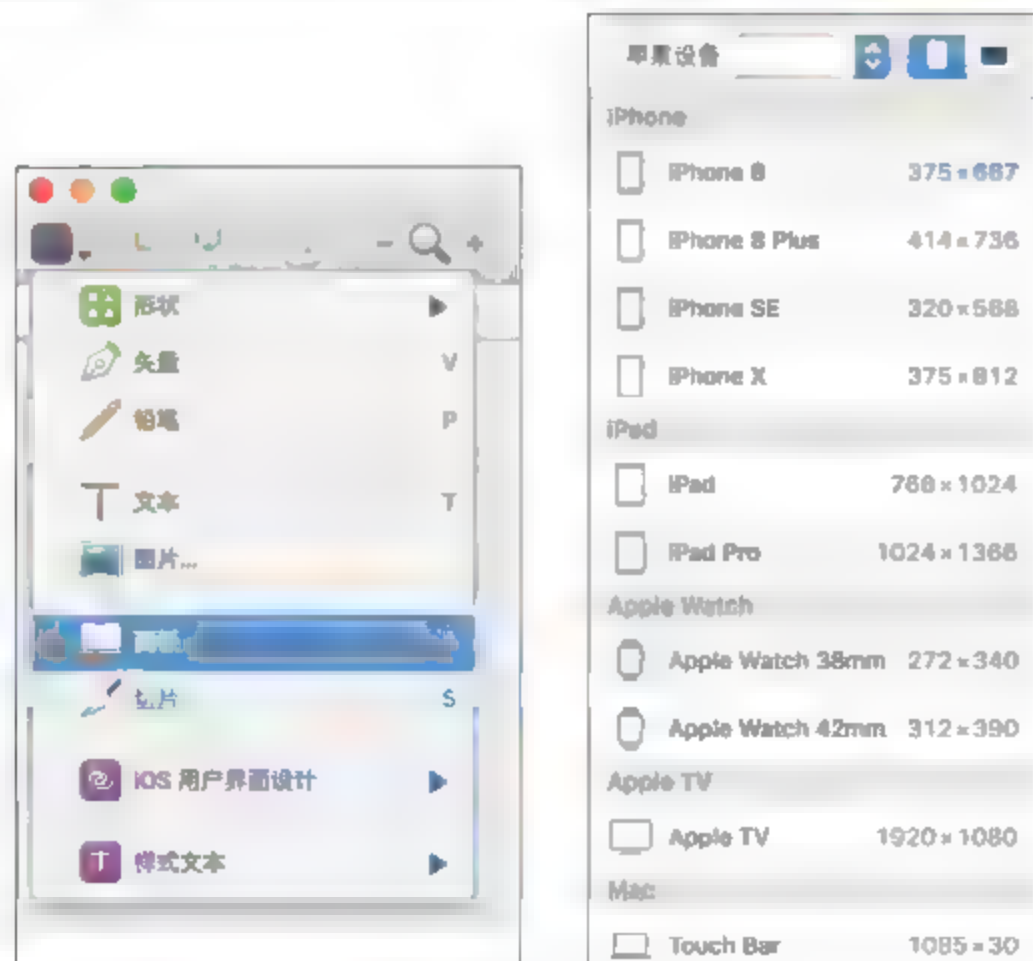 形状
矢量 V
铅笔 P
文本 T
图片...
切片 S
iOS 用户界面设计
样式文本
苹果设备
iPhone
iPhone 8 375×667
iPhone 8 Plus 414×736
iPhone SE 320×568
iPhone X 375×812
iPad
iPad 768×1024
iPad Pro 1024×1366
Apple Watch
Apple Watch 38mm 272×340
Apple Watch 42mm 312×390
Apple TV
Apple TV 1920×1080
Mac
Touch Bar 1085×30